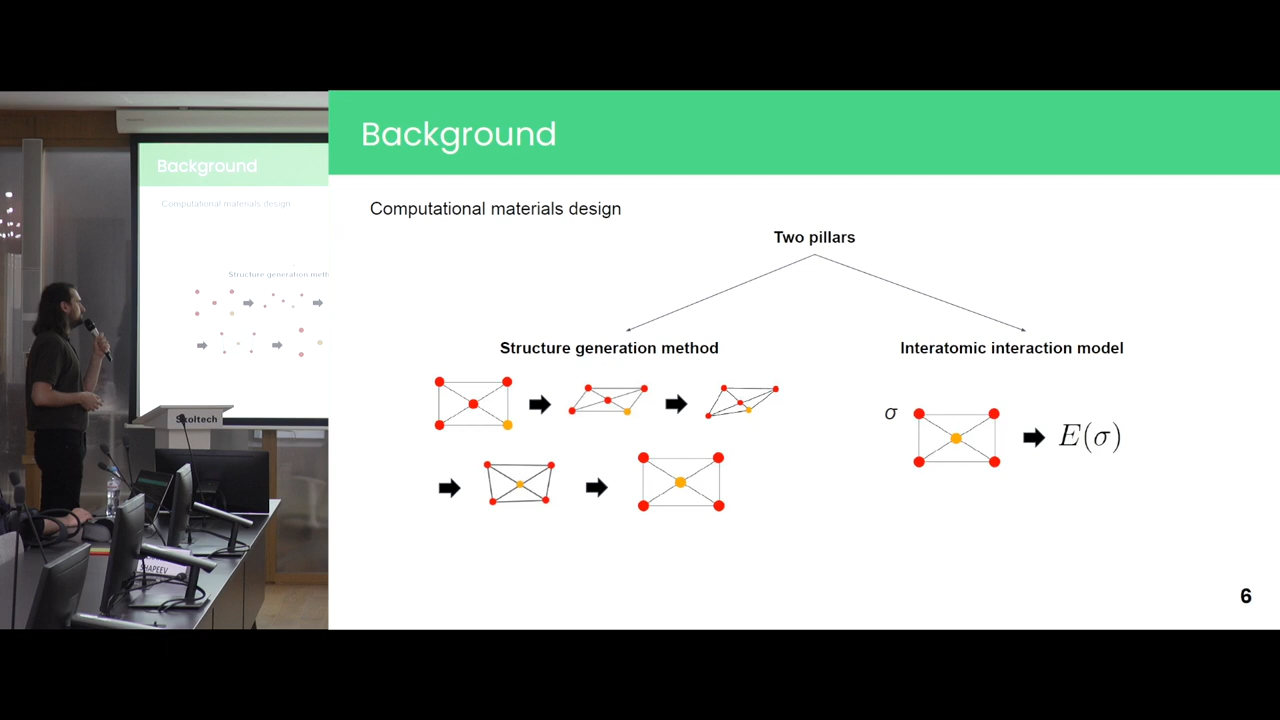 Background
Computational materials design
Two pillars
Structure generation method
Interatomic interaction model
σ
E(σ)
6
Background
Computational materials design
Structure generation meth
Skoltech
SHAPEEV